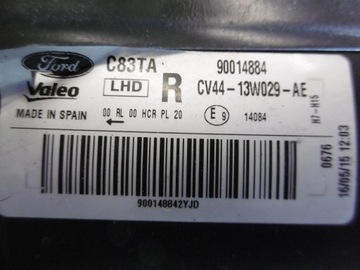 Ford C83TA 90014884
Valeo LHD R CV44-13W029-AE
MADE IN SPAIN 00 RL 00 HCR PL 20 E9 14084
H7-H15
900148842YJD
0676
16/05/15 12:03